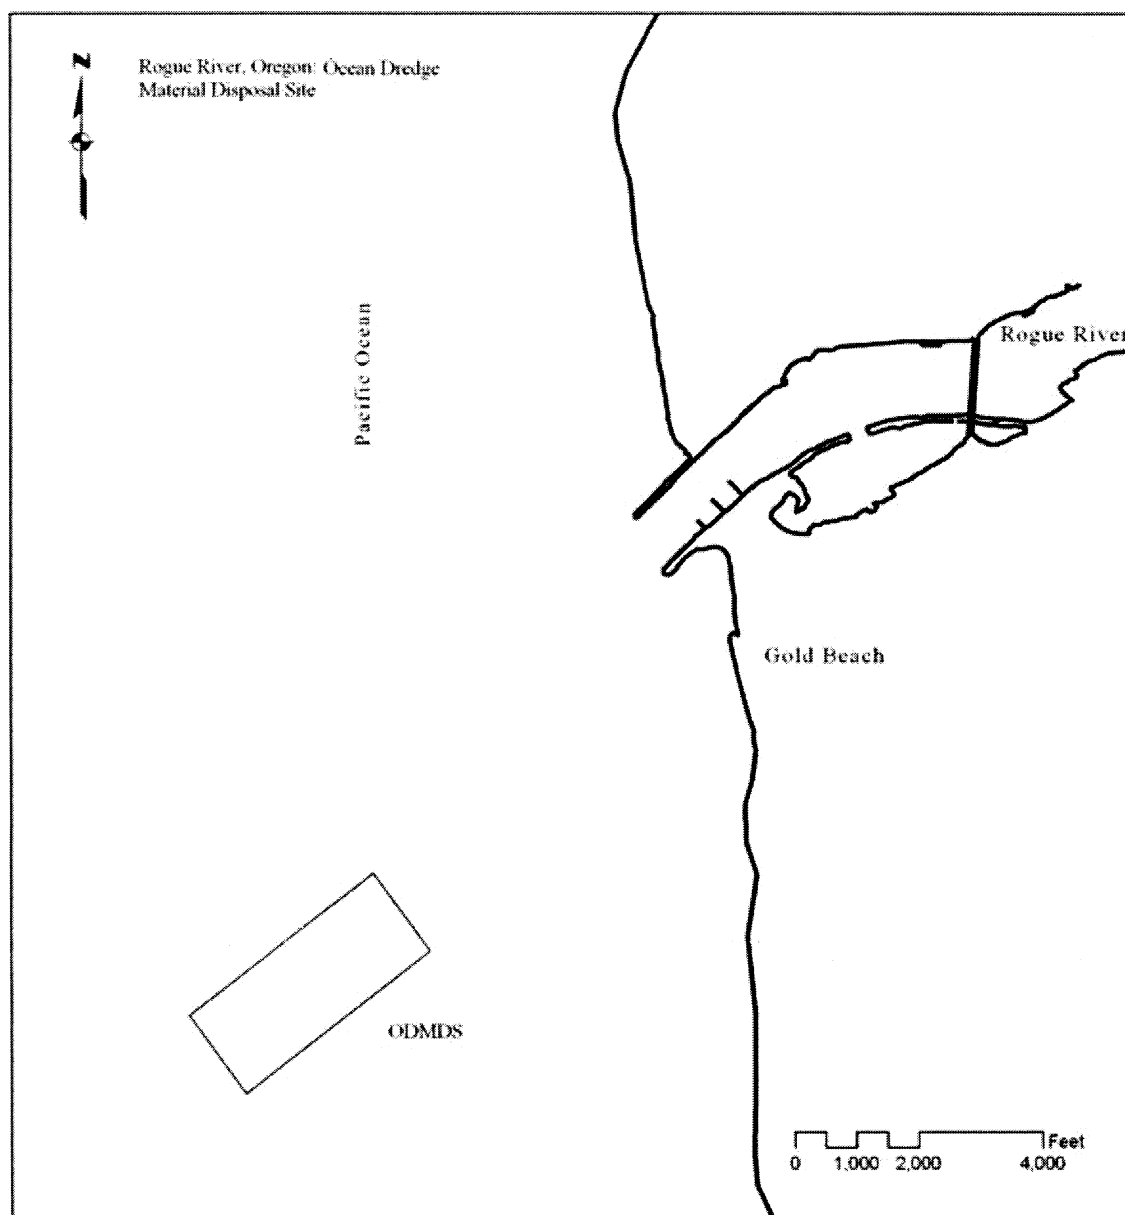 N
Rogue River, Oregon: Ocean Dredge
Material Disposal Site
Pacific Ocean
Rogue River
Gold Beach
ODMDS
Feet
0 1,000 2,000 4,000